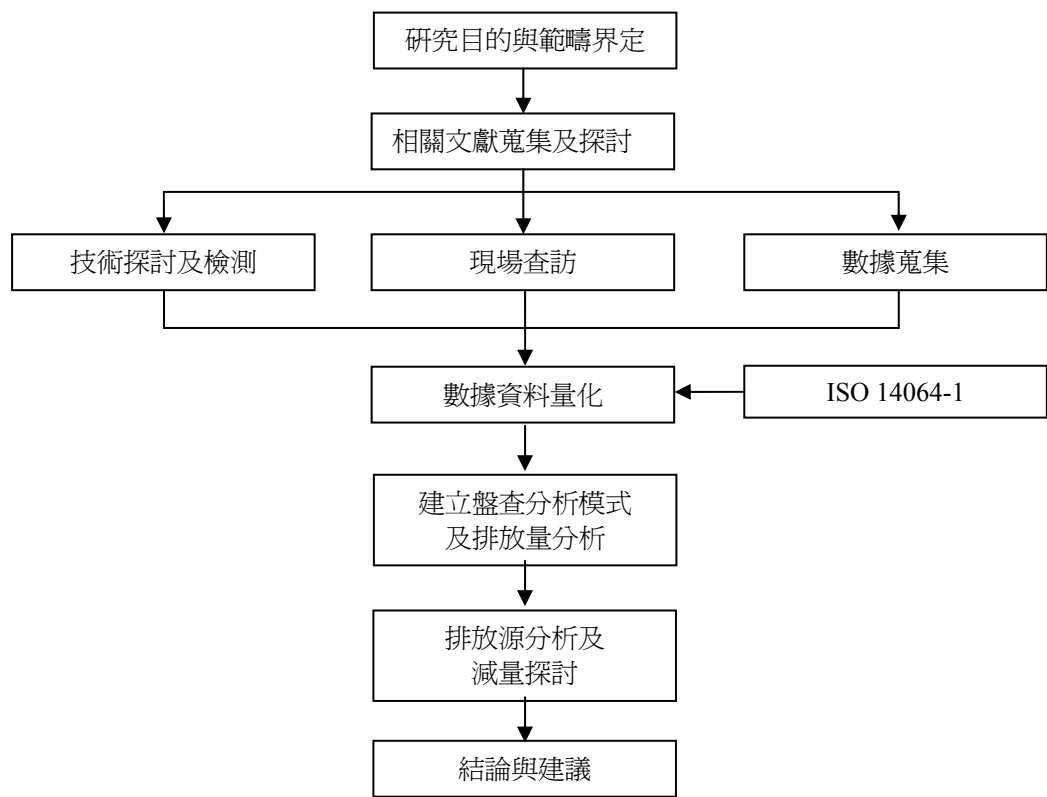 研究目的與範疇界定
相關文獻蒐集及探討
技術探討及檢測
現場查訪
數據蒐集
數據資料量化
ISO 14064-1
建立盤查分析模式
及排放量分析
排放源分析及
減量探討
結論與建議